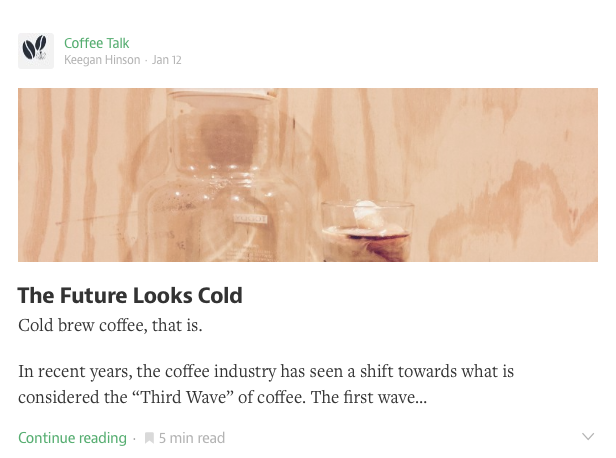 Coffee Talk
Keegan Hinson · Jan 12
The Future Looks Cold
Cold brew coffee, that is.
In recent years, the coffee industry has seen a shift towards what is
considered the “Third Wave” of coffee. The first wave...
Continue reading · 5 min read